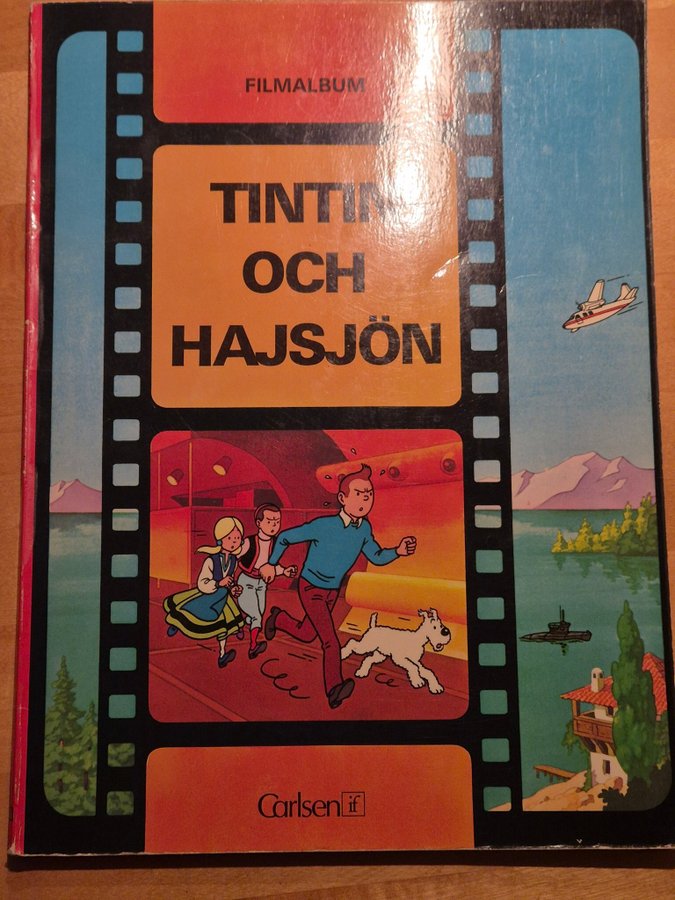 FILMALBUM
TINTIN
OCH
HAJSJÖN
Carlsen if